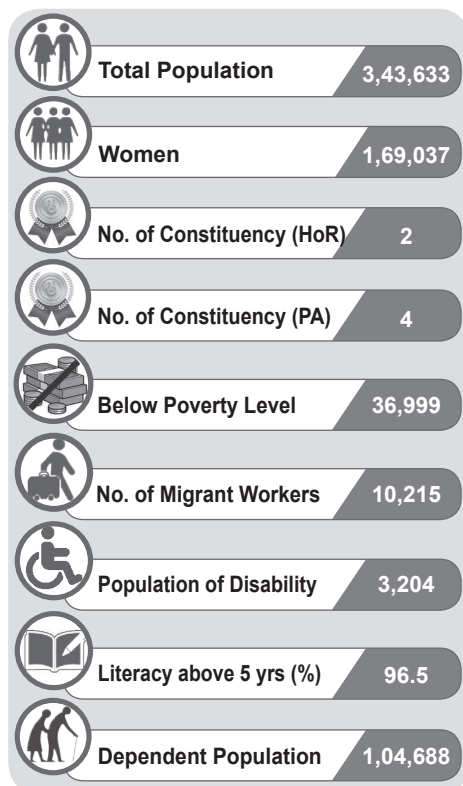 Total Population 3,43,633
Women 1,69,037
No. of Constituency (HoR) 2
No. of Constituency (PA) 4
Below Poverty Level 36,999
No. of Migrant Workers 10,215
Population of Disability 3,204
Literacy above 5 yrs (%) 96.5
Dependent Population 1,04,688